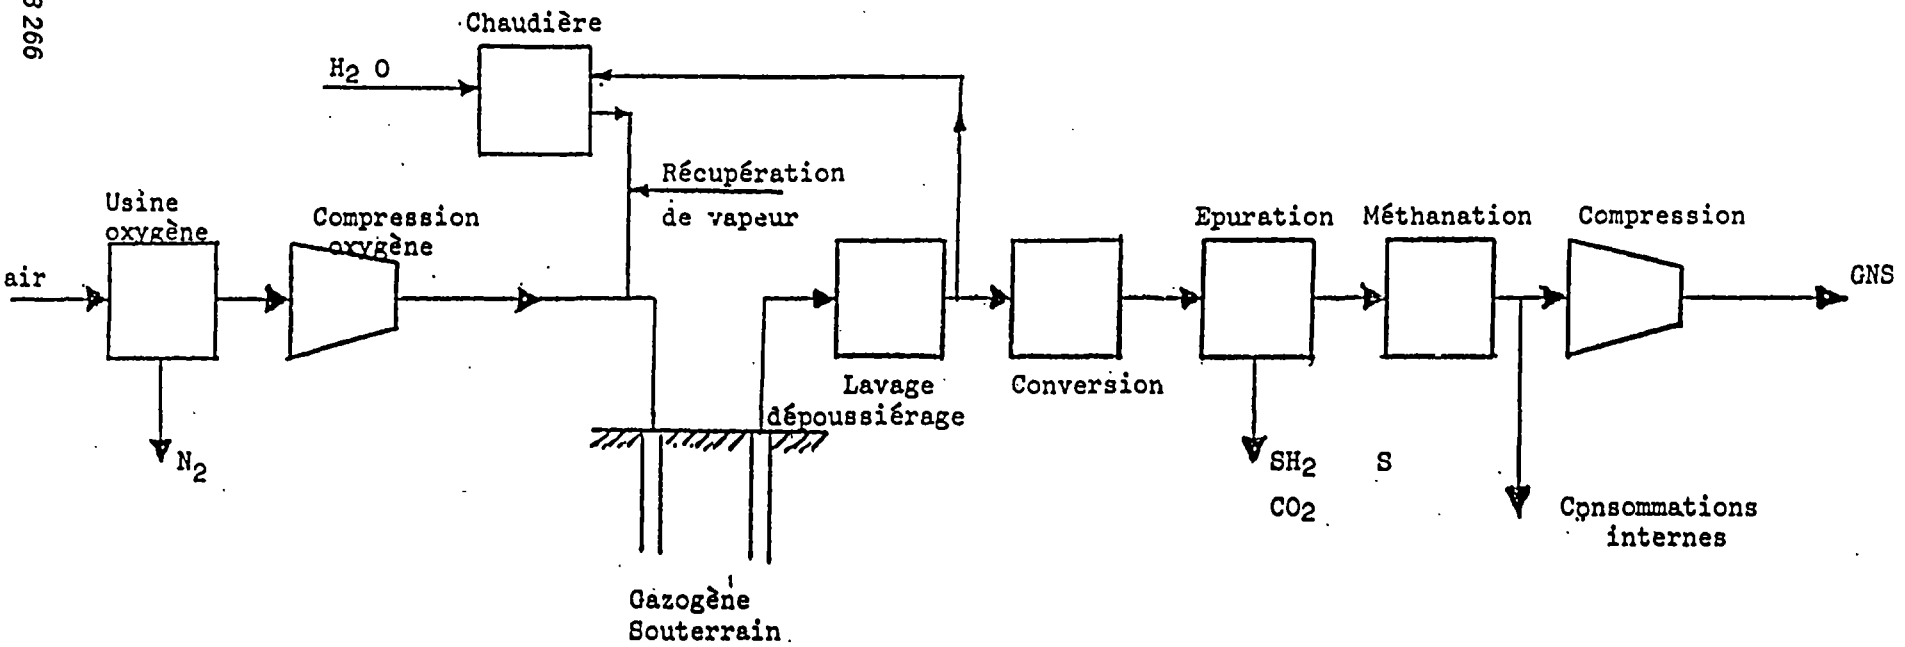 266
Chaudière
H2 O
Récupération
de vapeur
Usine
oxygène
Compression
oxygène
air
N2
Gazogène
Souterrain
Lavage
dépoussiérage
Conversion
Epuration
SH2 S
CO2
Méthanation
Consommations
internes
Compression
GNS